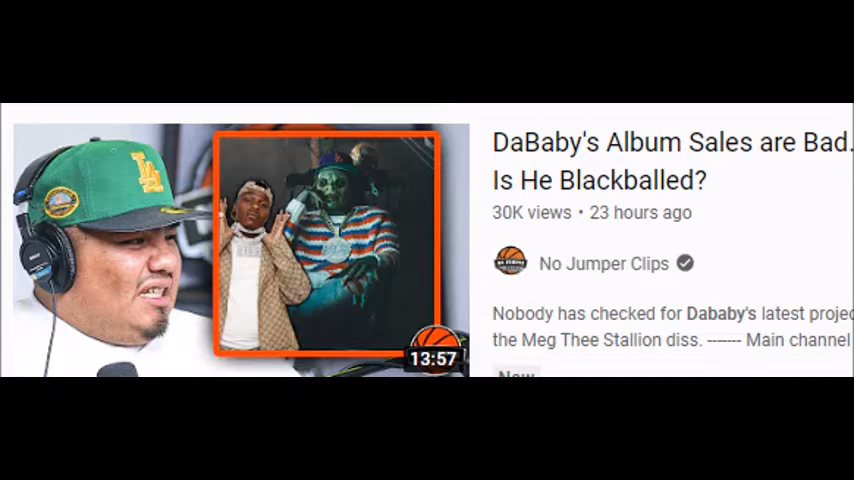 DaBaby's Album Sales are Bad.
Is He Blackballed?
30K views • 23 hours ago
No Jumper Clips
Nobody has checked for Dababy's latest projec
the Meg Thee Stallion diss. ------- Main channel
New
LA
13:57